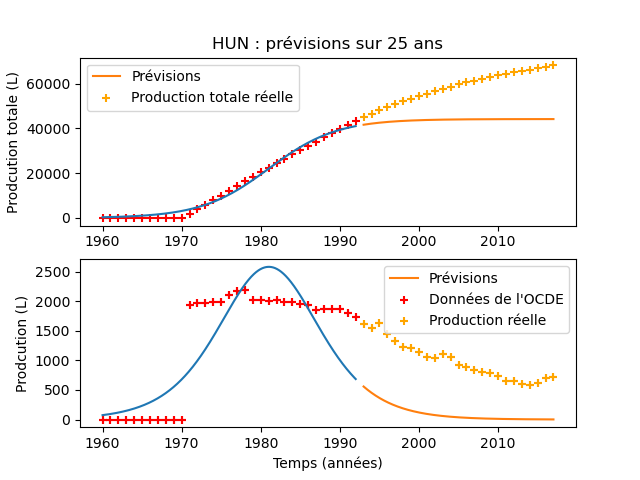 HUN : prévisions sur 25 ans
Prodcution totale (L)
60000
40000
20000
0
Prévisions
Production totale réelle
1960 1970 1980 1990 2000 2010
Prodcution (L)
2500
2000
1500
1000
500
0
Prévisions
Données de l'OCDE
Production réelle
1960 1970 1980 1990 2000 2010
Temps (années)